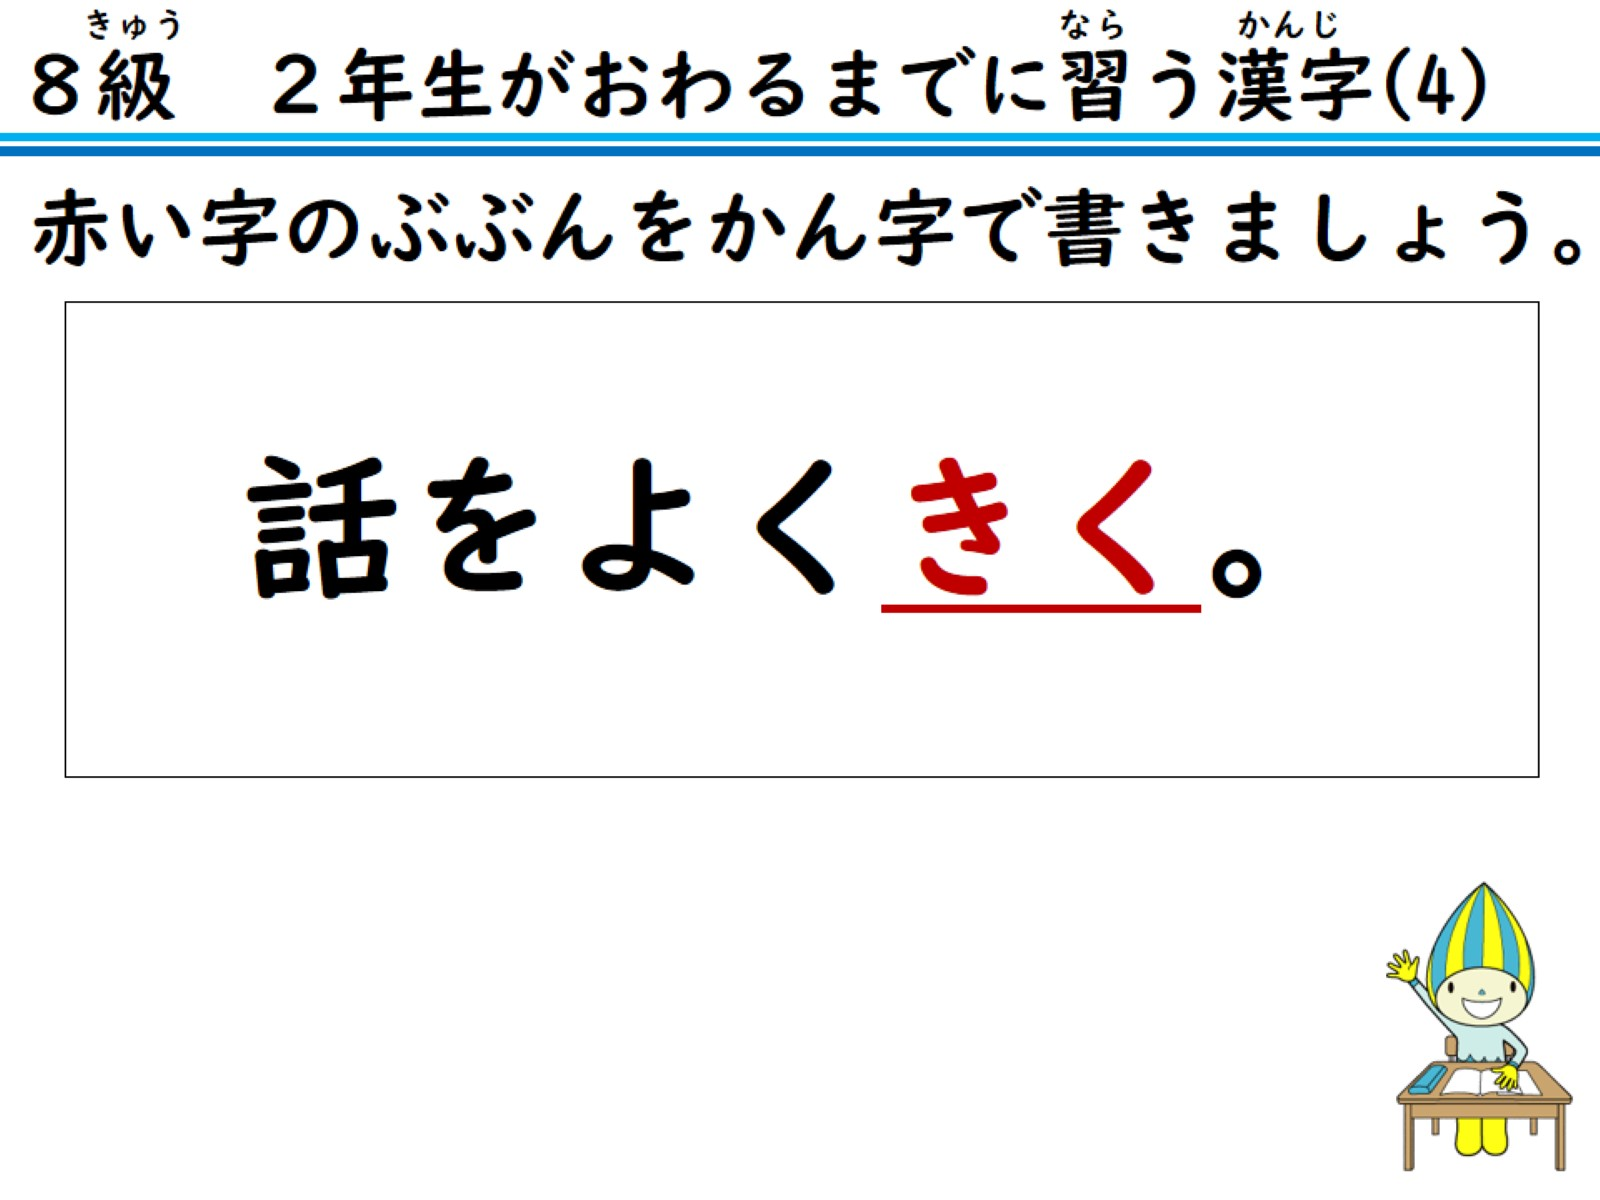 きゅう なら かんじ
８級　２年生がおわるまでに習う漢字(4)
赤い字のぶぶんをかん字で書きましょう。
話をよくきく。